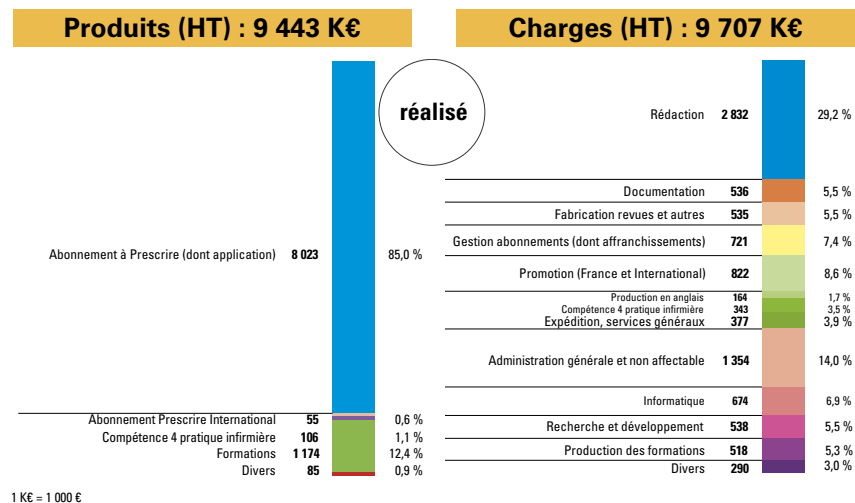 Produits (HT) : 9 443 K€
réalisé
Abonnement à Prescrire (dont application) 8 023 85,0 %
Abonnement Prescrire International 55 0,6 %
Compétence 4 pratique infirmière 106 1,1 %
Formations 1 174 12,4 %
Divers 85 0,9 %
1 K€ = 1 000 €
Charges (HT) : 9 707 K€
Rédaction 2 832 29,2 %
Documentation 536 5,5 %
Fabrication revues et autres 535 5,5 %
Gestion abonnements (dont affranchissements) 721 7,4 %
Promotion (France et International) 822 8,6 %
Production en anglais 164 1,7 %
Compétence 4 pratique infirmière 343 3,5 %
Expédition, services généraux 377 3,9 %
Administration générale et non affectable 1 354 14,0 %
Informatique 674 6,9 %
Recherche et développement 538 5,5 %
Production des formations 518 5,3 %
Divers 290 3,0 %